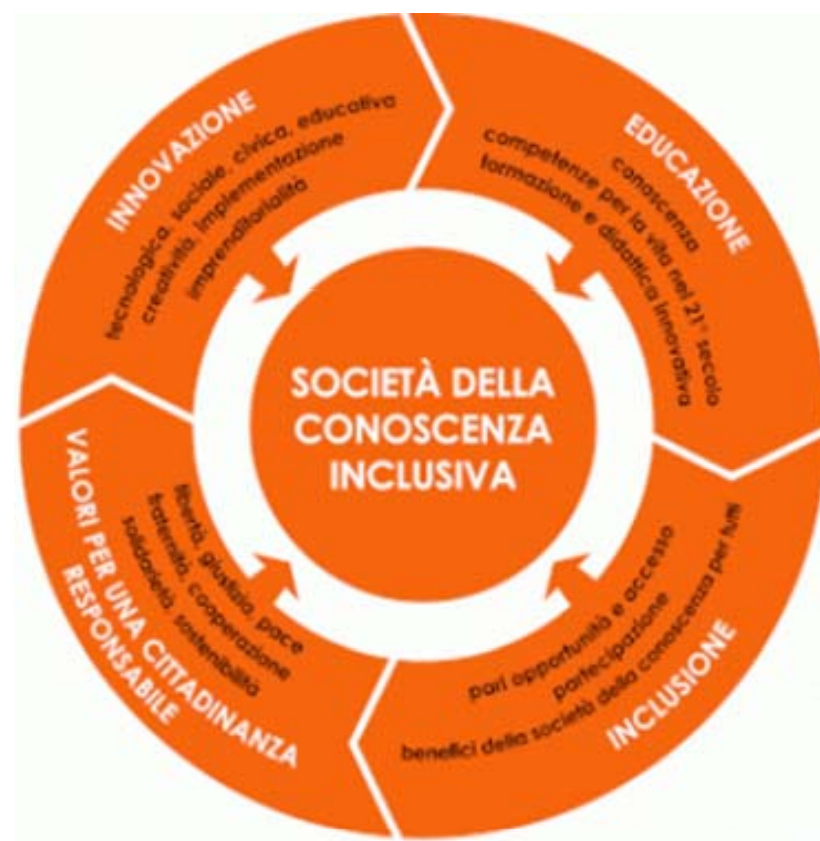 INNOVAZIONE
tecnologica, sociale, civica, educativa
creatività, implementazione
imprenditorialità
EDUCAZIONE
conoscenza
competenze per la vita nel 21° secolo
formazione e didattica innovativa
SOCIETÀ DELLA
CONOSCENZA
INCLUSIVA
VALORI PER UNA CITTADINANZA
RESPONSABILE
libertà, giustizia, pace
fraternità, cooperazione
solidarietà, sostenibilità
pari opportunità e accesso
partecipazione
benefici della società della conoscenza per tutti
INCLUSIONE